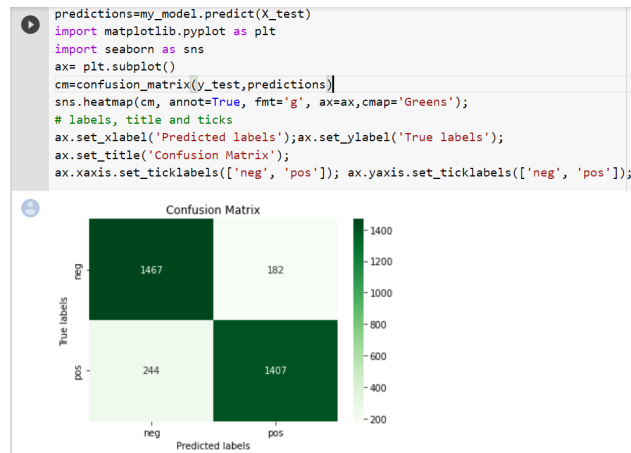 predictions=my_model.predict(X_test)
import matplotlib.pyplot as plt
import seaborn as sns
ax= plt.subplot()
cm=confusion_matrix(y_test,predictions)
sns.heatmap(cm, annot=True, fmt='g', ax=ax,cmap='Greens');
# labels, title and ticks
ax.set_xlabel('Predicted labels');ax.set_ylabel('True labels');
ax.set_title('Confusion Matrix');
ax.xaxis.set_ticklabels(['neg', 'pos']); ax.yaxis.set_ticklabels(['neg', 'pos']);
Confusion Matrix
True labels
neg
1467
182
pos
244
1407
neg
pos
Predicted labels
1400
1200
1000
800
600
400
200